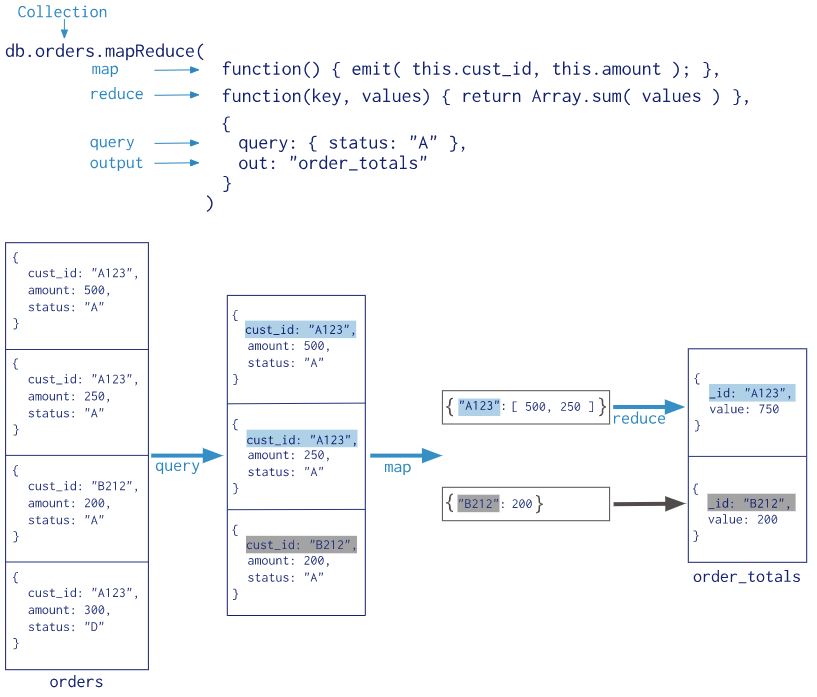 Collection
db.orders.mapReduce(
map function() { emit( this.cust_id, this.amount ); },
reduce function(key, values) { return Array.sum( values ) },
{
query query: { status: "A" },
output out: "order_totals"
}
)
{
cust_id: "A123",
amount: 500,
status: "A"
}
{
cust_id: "A123",
amount: 250,
status: "A"
}
{
cust_id: "B212",
amount: 200,
status: "A"
}
{
cust_id: "A123",
amount: 300,
status: "D"
}
orders
query
{
cust_id: "A123",
amount: 500,
status: "A"
}
{
cust_id: "A123",
amount: 250,
status: "A"
}
{
cust_id: "B212",
amount: 200,
status: "A"
}
map
{ "A123": [ 500, 250 ] }
reduce
{ "B212": 200 }
{
_id: "A123",
value: 750
}
{
_id: "B212",
value: 200
}
order_totals